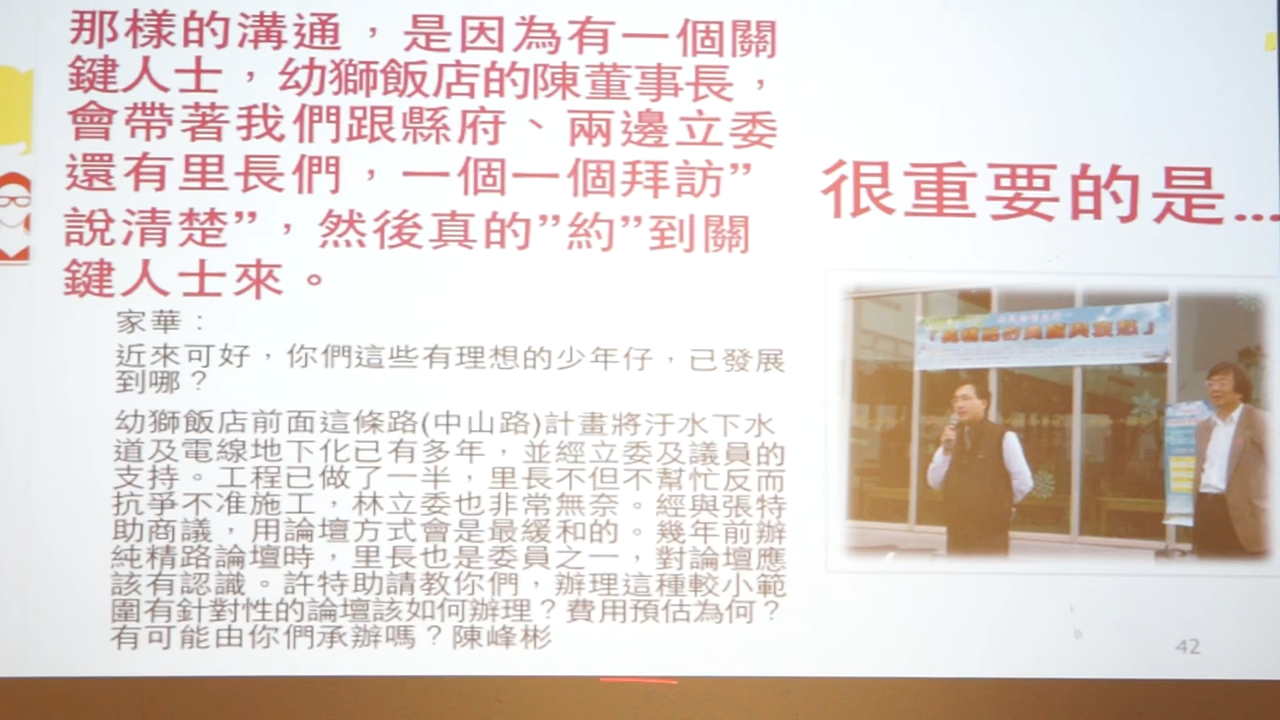 那樣的溝通，是因為有一個關
鍵人士，幼獅飯店的陳董事長，
會帶著我們跟縣府、兩邊立委
還有里長們，一個一個拜訪”
說清楚”，然後真的”約”到關
鍵人士來。
很重要的是...
家華：
近來可好，你們這些有理想的少年仔，已發展
到哪？
幼獅飯店前面這條路(中山路)計畫將汙水下水
道及電線地下化已有多年，並經立委及議員的
支持。工程已做了一半，里長不但不幫忙反而
抗爭不准施工，林立委也非常無奈。經與張特
助商議，用論壇方式會是最緩和的。幾年前辦
純精路論壇時，里長也是委員之一，對論壇應
該有認識。許特助請教你們，辦理這種較小範
圍有針對性的論壇該如何辦理？費用預估為何？
有可能由你們承辦嗎？陳峰彬
42